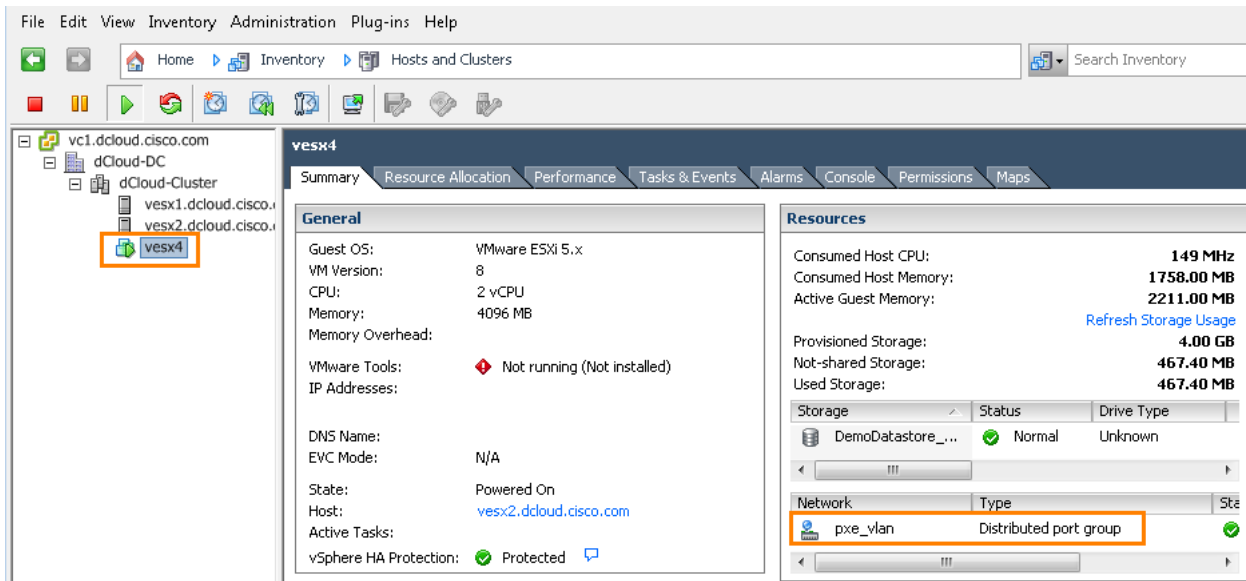 File Edit View Inventory Administration Plug-ins Help
Home Inventory Hosts and Clusters
Search Inventory
vc1.dcloud.cisco.com
dCloud-DC
dCloud-Cluster
vesx1.dcloud.cisco.
vesx2.dcloud.cisco.
vesx4
vesx4
Summary Resource Allocation Performance Tasks & Events Alarms Console Permissions Maps
General
Guest OS: VMware ESXi 5.x
VM Version: 8
CPU: 2 vCPU
Memory: 4096 MB
Memory Overhead:
VMware Tools: Not running (Not installed)
IP Addresses:
DNS Name:
EVC Mode: N/A
State: Powered On
Host: vesx2.dcloud.cisco.com
Active Tasks:
vSphere HA Protection: Protected
Resources
Consumed Host CPU: 149 MHz
Consumed Host Memory: 1758.00 MB
Active Guest Memory: 2211.00 MB
Refresh Storage Usage
Provisioned Storage: 4.00 GB
Not-shared Storage: 467.40 MB
Used Storage: 467.40 MB
Storage Status Drive Type
DemoDatastore_... Normal Unknown
Network Type Sta
pxe_vlan Distributed port group